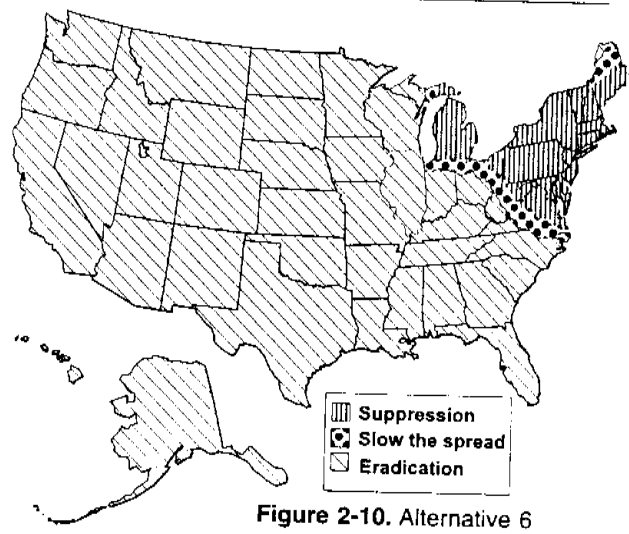 Suppression
Slow the spread
Eradication
Figure 2-10. Alternative 6